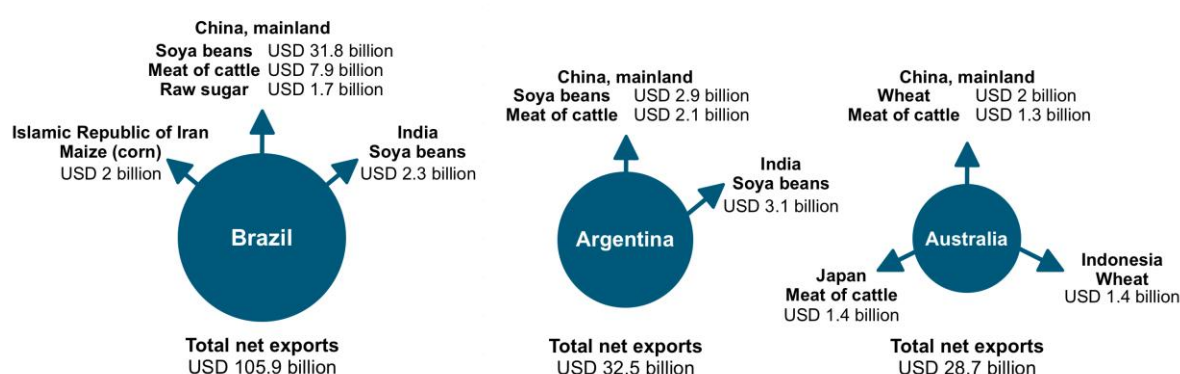 China, mainland
Soya beans USD 31.8 billion
Meat of cattle USD 7.9 billion
Raw sugar USD 1.7 billion
Islamic Republic of Iran
Maize (corn)
USD 2 billion
India
Soya beans
USD 2.3 billion
Brazil
Total net exports
USD 105.9 billion
China, mainland
Soya beans USD 2.9 billion
Meat of cattle USD 2.1 billion
India
Soya beans
USD 3.1 billion
Argentina
Total net exports
USD 32.5 billion
China, mainland
Wheat USD 2 billion
Meat of cattle USD 1.3 billion
Australia
Japan
Meat of cattle
USD 1.4 billion
Indonesia
Wheat
USD 1.4 billion
Total net exports
USD 28.7 billion